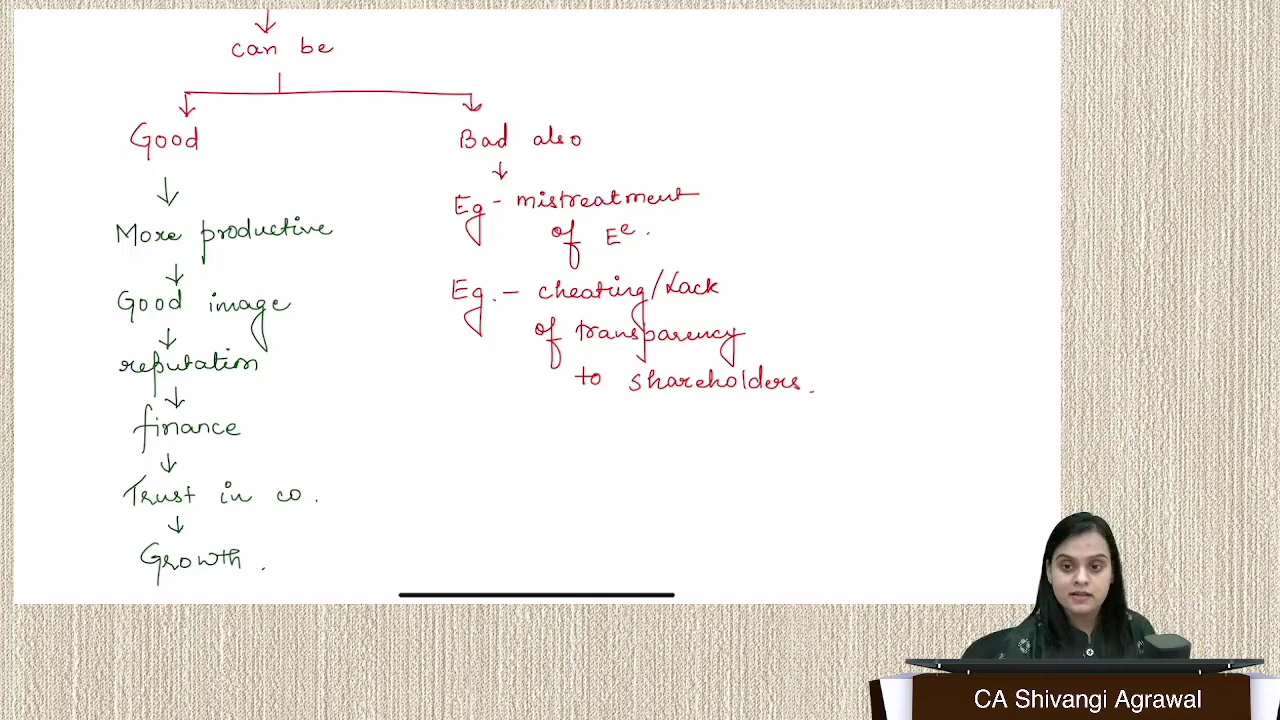 can be
Good
Bad also
More productive
Good image
reputation
finance
Trust in co.
Growth.
Eg - mistreatment
of Ee.
Eg. - cheating/Lack
of transparency
to shareholders.
CA Shivangi Agrawal